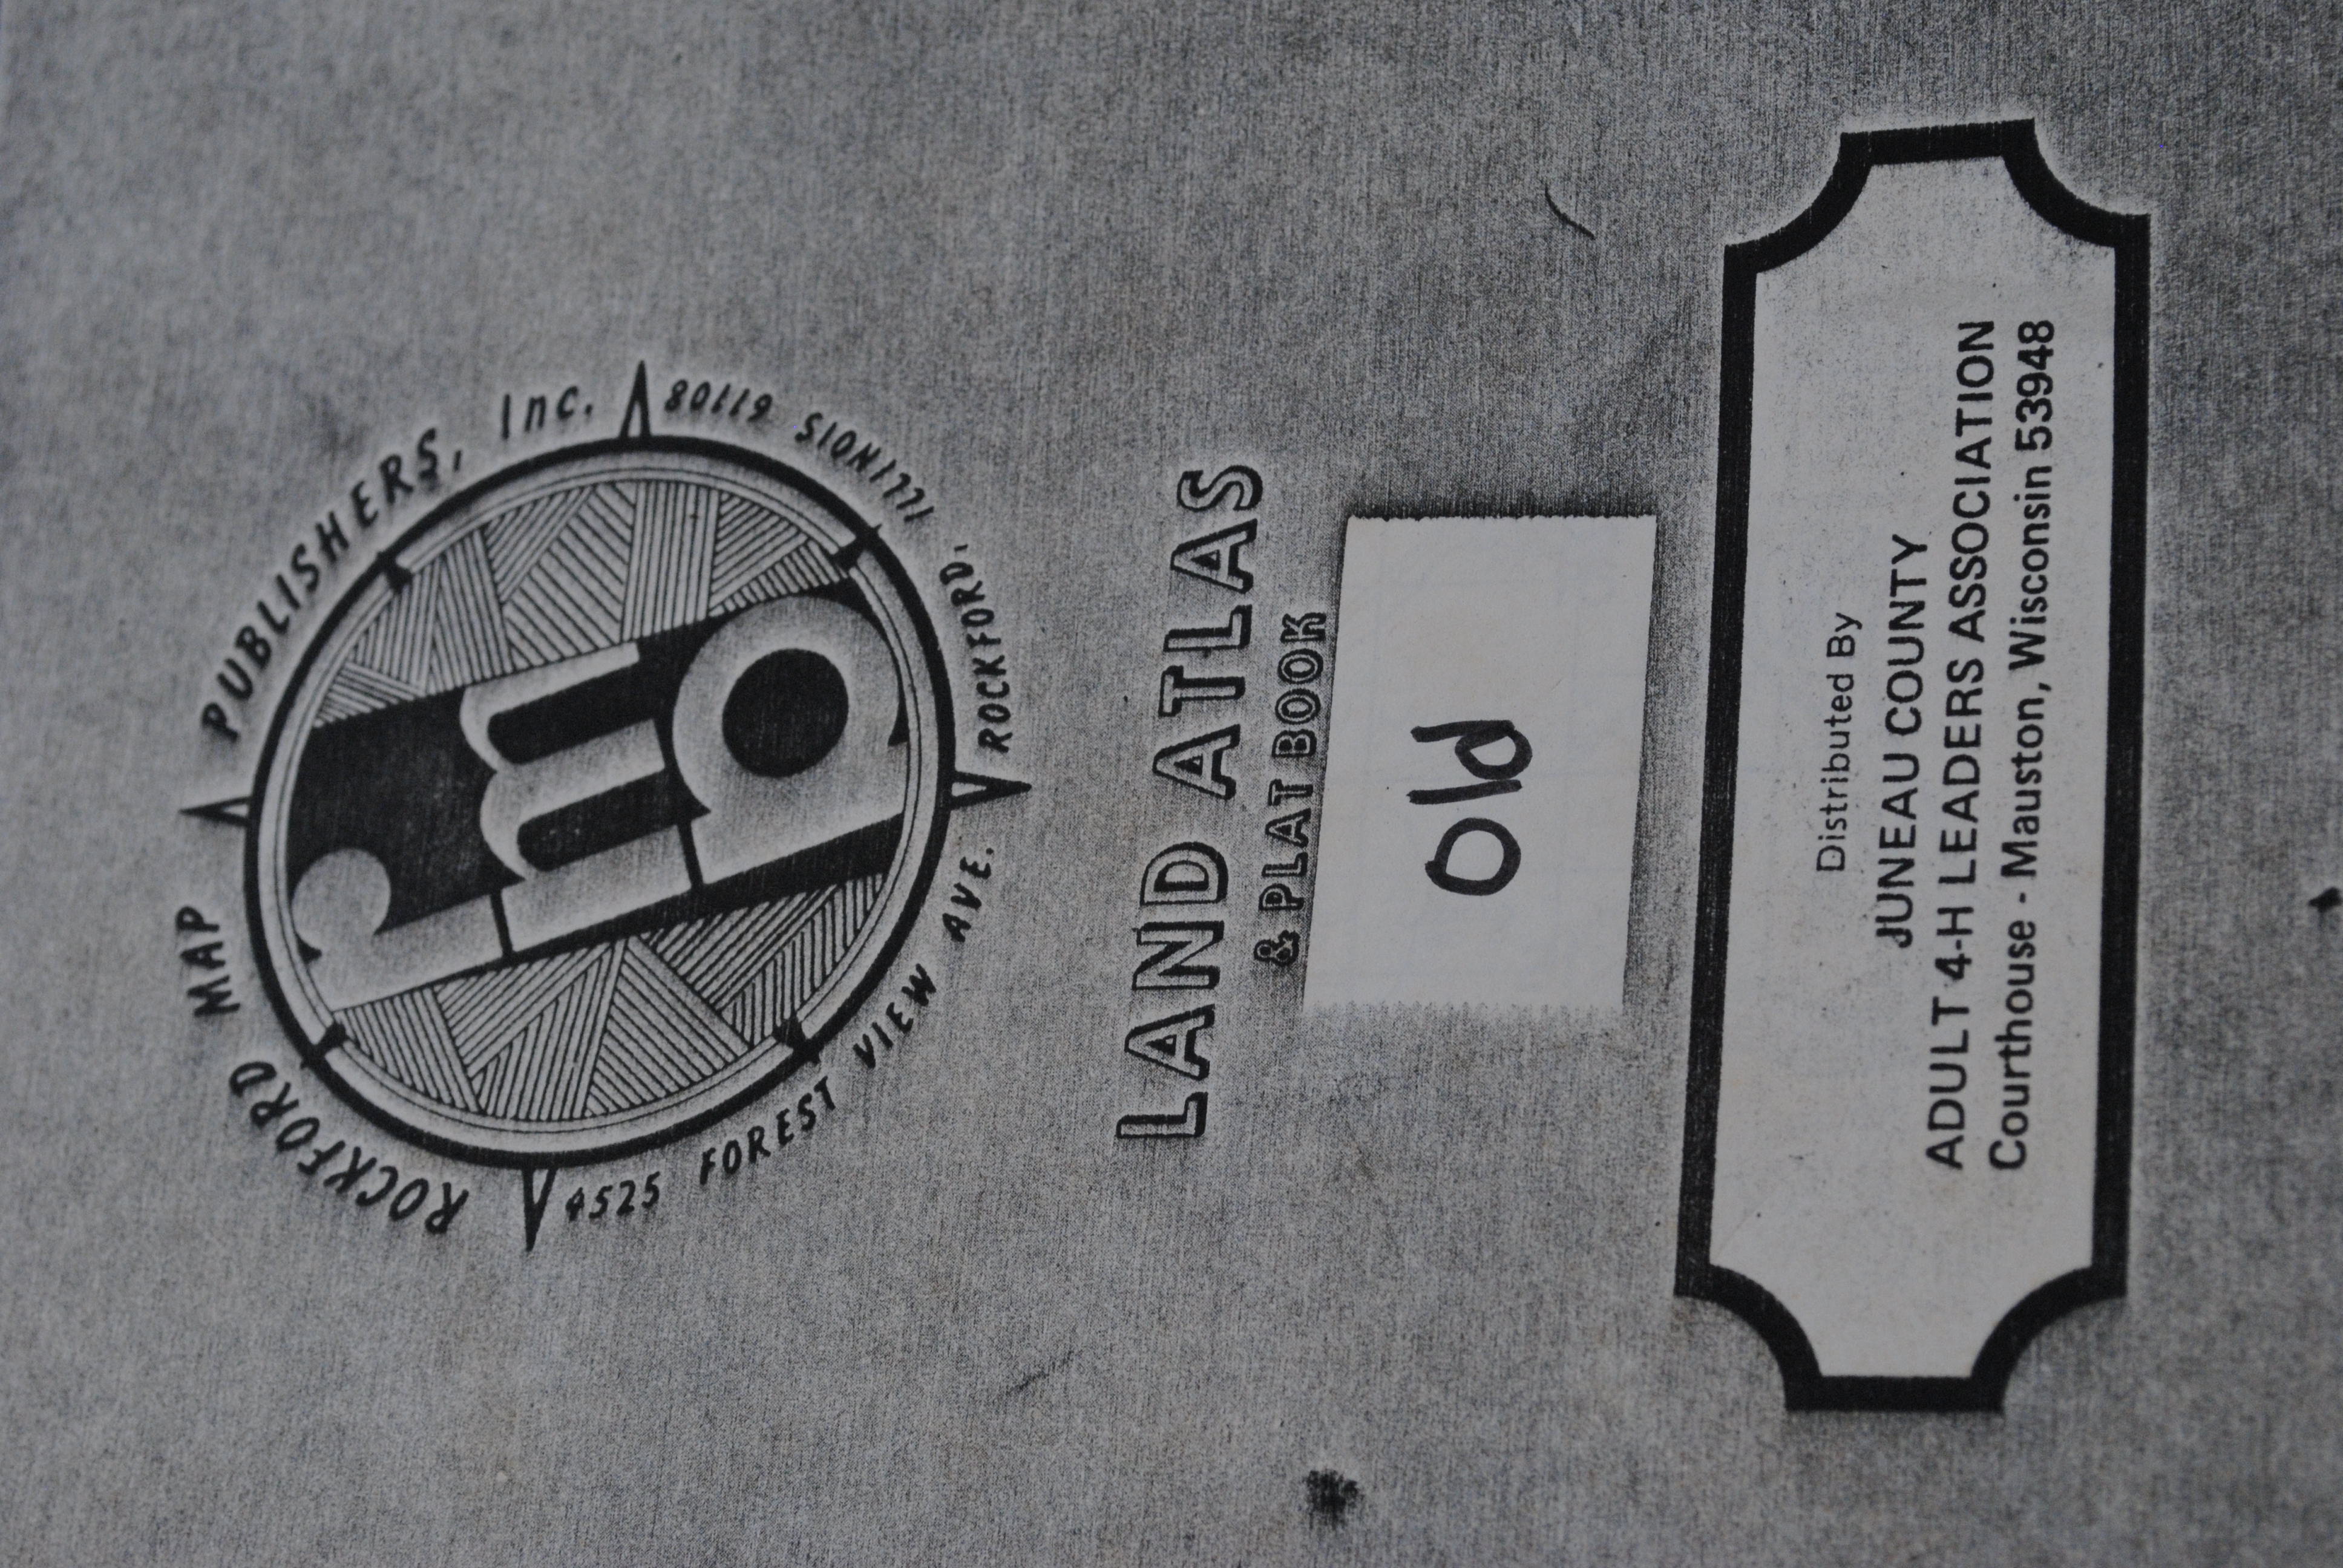 ROCKFORD MAP PUBLISHERS, Inc.
4525 FOREST VIEW AVE. ROCKFORD, ILLINOIS 61108
rmp
LAND ATLAS
& PLAT BOOK
Old
Distributed By
JUNEAU COUNTY
ADULT 4-H LEADERS ASSOCIATION
Courthouse - Mauston, Wisconsin 53948